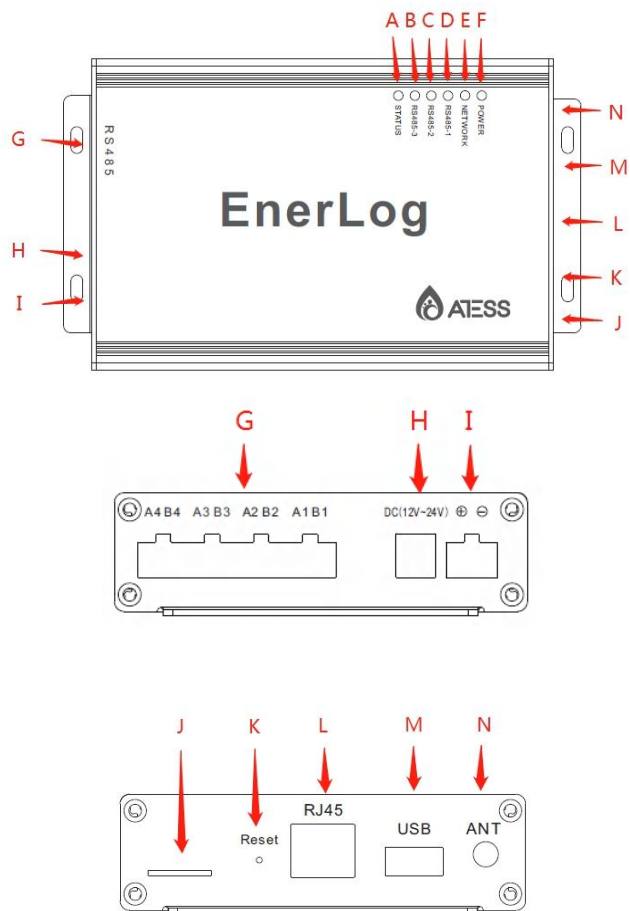 A B C D E F
STATUS
RS485-3
RS485-2
RS485-1
NETWORK
POWER
RS485
G
N
M
EnerLog
L
H
K
I
ATESS
J
G H I
A4 B4 A3 B3 A2 B2 A1 B1 DC(12V~24V) ⊕ ⊖
J K L M N
RJ45
Reset
USB
ANT